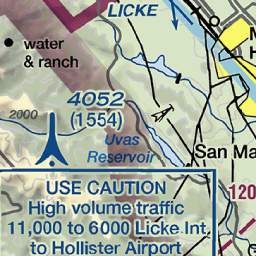 LICKE
water
& ranch
2000
4052
(1554)
Uvas
Reservoir
San Ma
USE CAUTION
High volume traffic
11,000 to 6000 Licke Int
to Hollister Airport
120